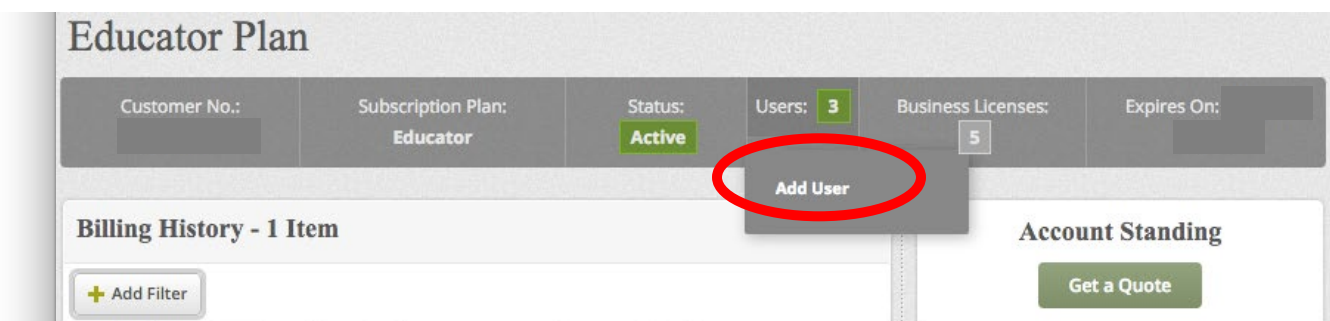 Educator Plan
Customer No.:
Subscription Plan:
Educator
Status:
Active
Users: 3
Business Licenses:
5
Expires On:
Add User
Billing History - 1 Item
Add Filter
Account Standing
Get a Quote